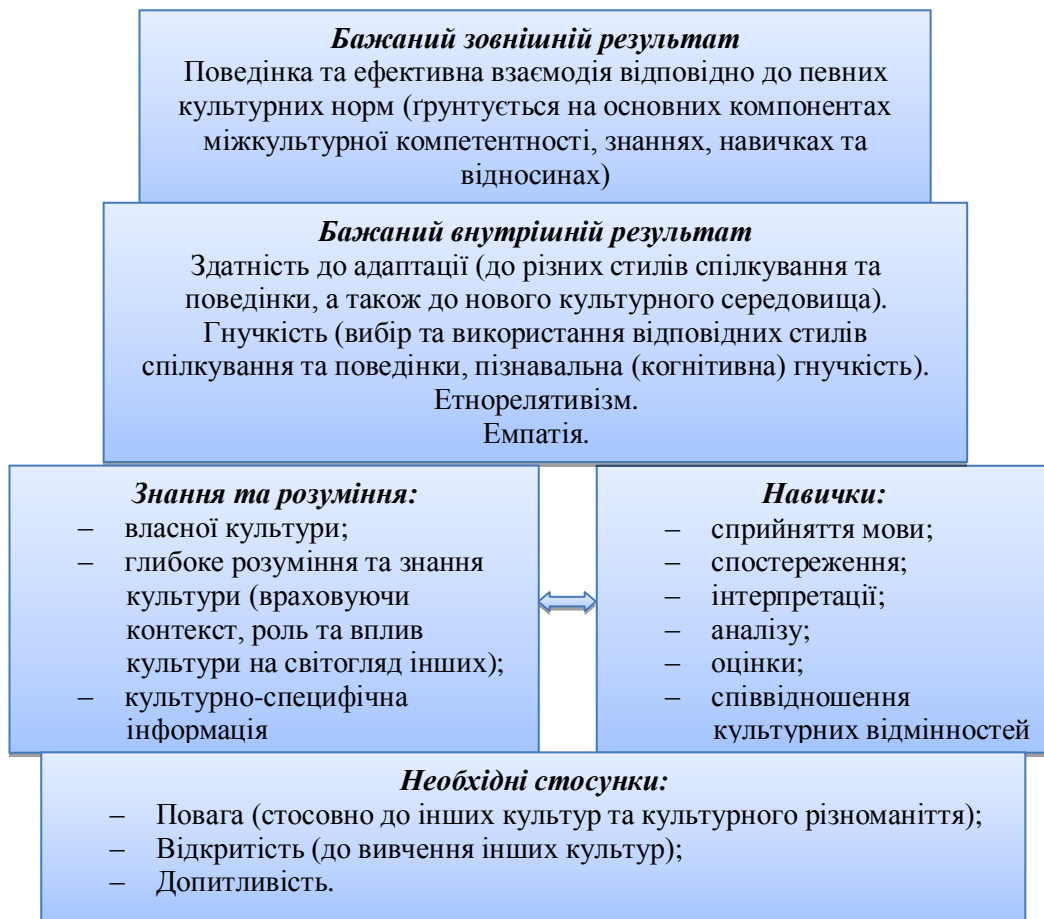 Бажаний зовнішній результат
Поведінка та ефективна взаємодія відповідно до певних
культурних норм (ґрунтується на основних компонентах
міжкультурної компетентності, знаннях, навичках та
відносинах)
Бажаний внутрішній результат
Здатність до адаптації (до різних стилів спілкування та
поведінки, а також до нового культурного середовища).
Гнучкість (вибір та використання відповідних стилів
спілкування та поведінки, пізнавальна (когнітивна) гнучкість).
Етнорелятивізм.
Емпатія.
Знання та розуміння:
– власної культури;
– глибоке розуміння та знання
культури (враховуючи
контекст, роль та вплив
культури на світогляд інших);
– культурно-специфічна
інформація
Навички:
– сприйняття мови;
– спостереження;
– інтерпретації;
– аналізу;
– оцінки;
– співвідношення
культурних відмінностей
Необхідні стосунки:
– Повага (стосовно до інших культур та культурного різноманіття);
– Відкритість (до вивчення інших культур);
– Допитливість.